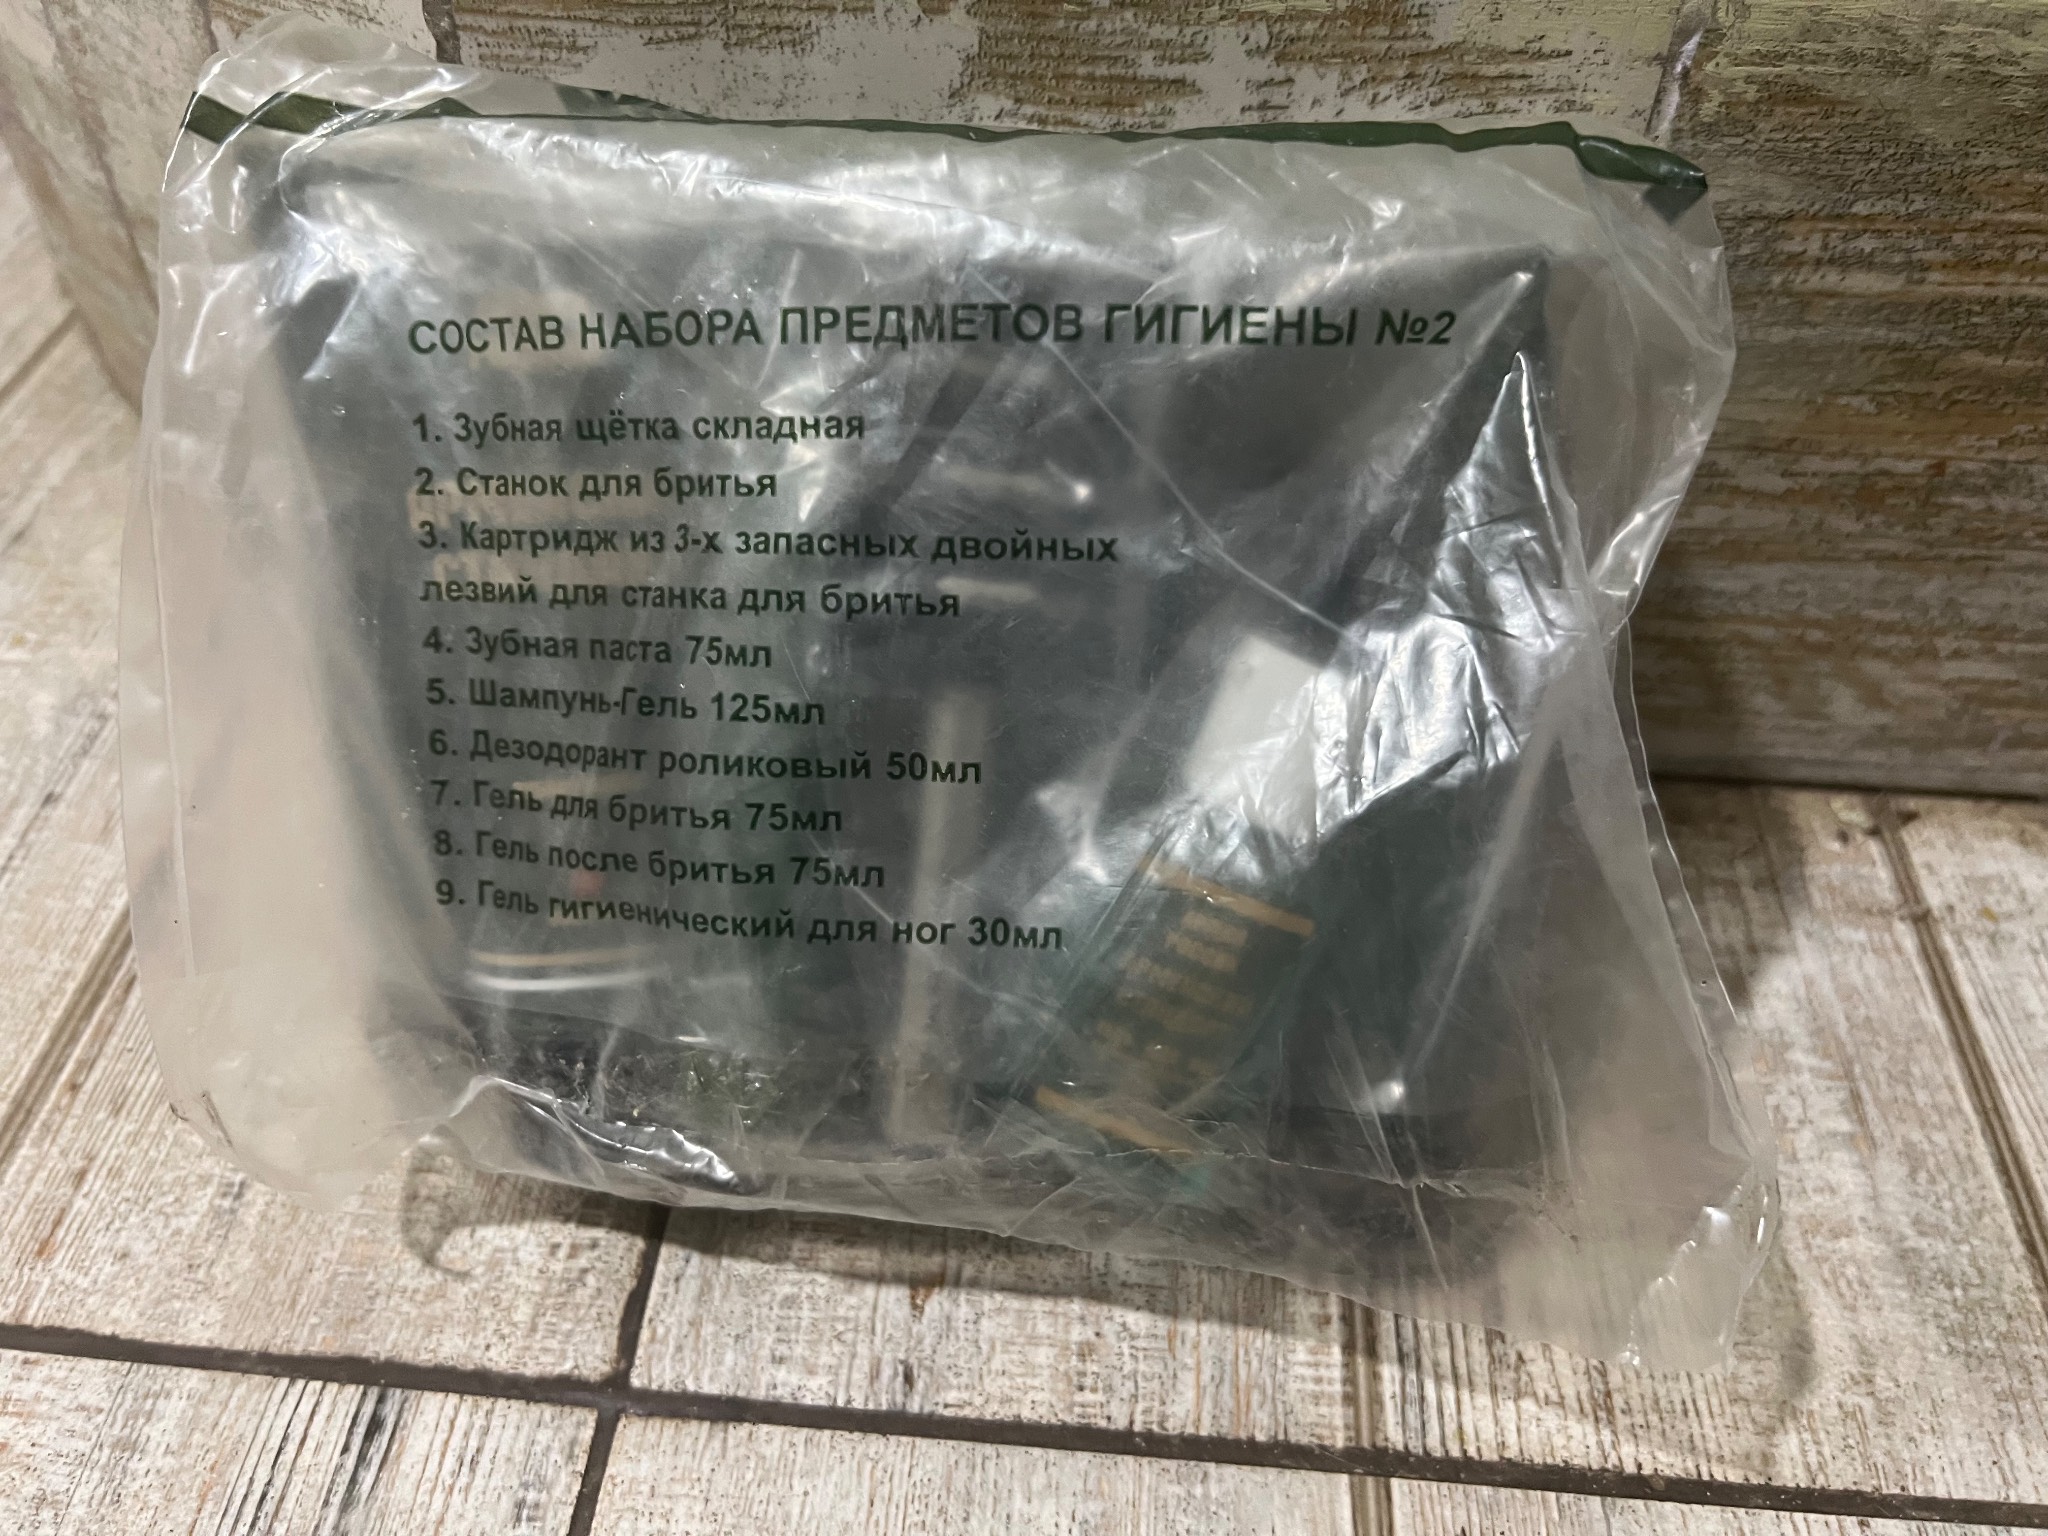 СОСТАВ НАБОРА ПРЕДМЕТОВ ГИГИЕНЫ №2
1. Зубная щётка складная
2. Станок для бритья
3. Картридж из 3-х запасных двойных
лезвий для станка для бритья
4. Зубная паста 75мл
5. Шампунь-Гель 125мл
6. Дезодорант роликовый 50мл
7. Гель для бритья 75мл
8. Гель после бритья 75мл
9. Гель гигиенический для ног 30мл